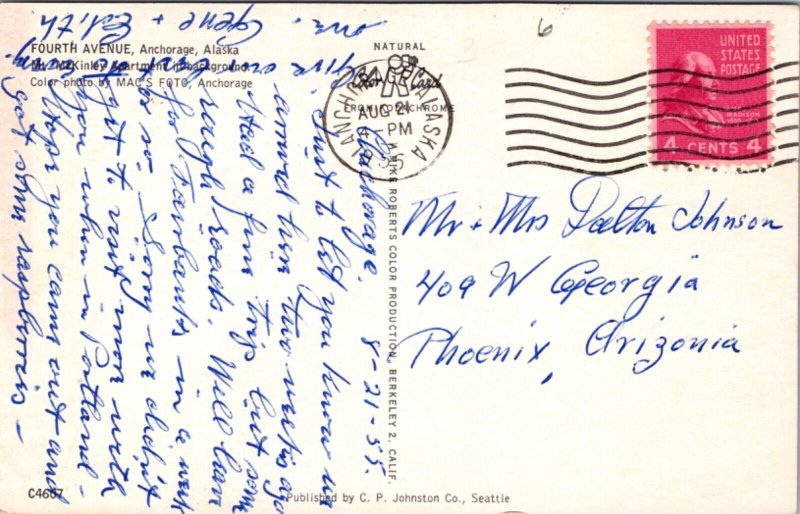 FOURTH AVENUE, Anchorage, Alaska
Mt. McKinley Apartment in background.
Color photo by MAC'S FOTO, Anchorage
NATURAL
Color Card
AUG 21
PM
ALASKA
UNITED
STATES
POSTAGE
MADISON
4 CENTS 4
6
Anchorage, 8-21-55.
Just to let you know we
arrived here two weeks ago
Had a fine trip but some
rough roads. Will leave
for Fairbanks in a week
or so. Sorry we didn't
get to visit more with
you when in Portland –
Hope you came out and
got some raspberries –
Gene + Edith
Mr + Mrs Dalton Johnson
409 W Georgia
Phoenix, Arizonia
MIKE ROBERTS COLOR PRODUCTION, BERKELEY 2, CALIF.
C4667
Published by C. P. Johnston Co., Seattle